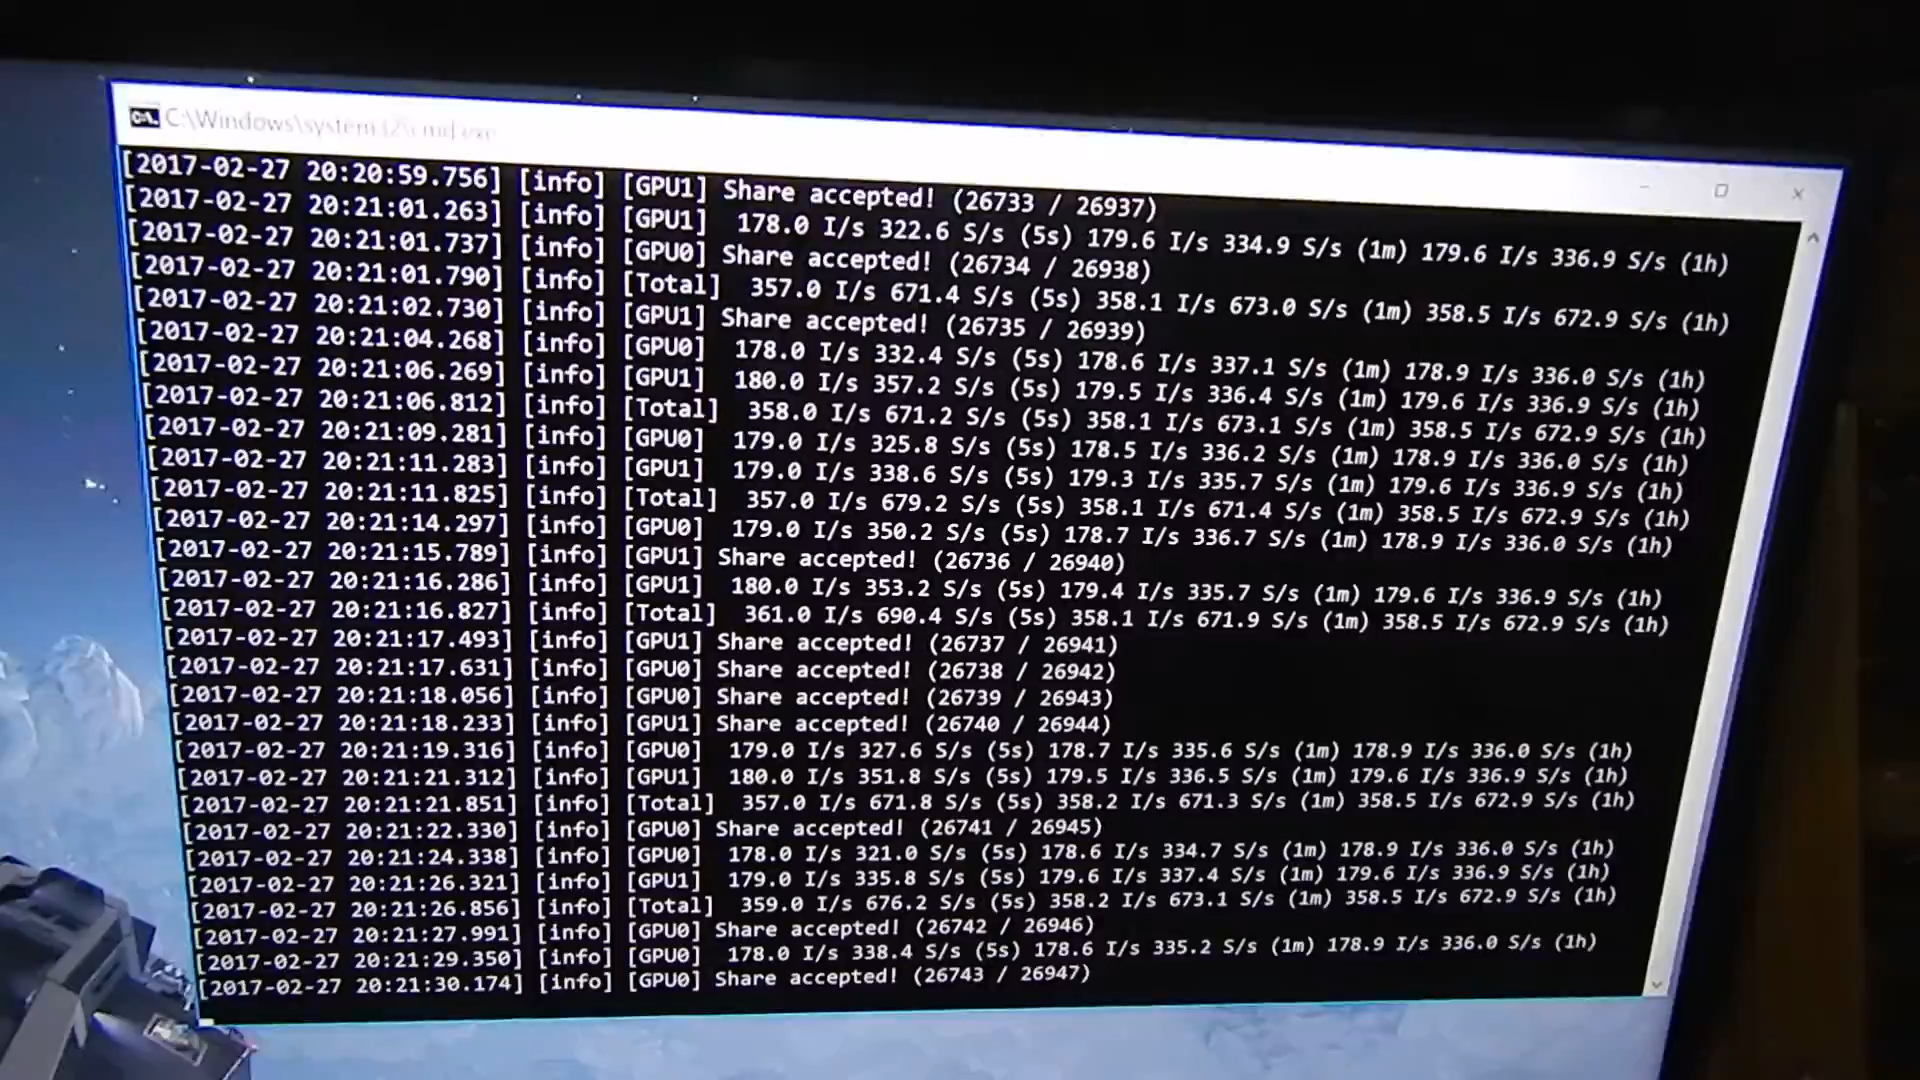 C:\Windows\system32\cmd.exe
[2017-02-27 20:20:59.756] [info] [GPU1] Share accepted! (26733 / 26937)
[2017-02-27 20:21:01.263] [info] [GPU1] 178.0 I/s 322.6 S/s (5s) 179.6 I/s 334.9 S/s (1m) 179.6 I/s 336.9 S/s (1h)
[2017-02-27 20:21:01.737] [info] [GPU0] Share accepted! (26734 / 26938)
[2017-02-27 20:21:01.790] [info] [Total] 357.0 I/s 671.4 S/s (5s) 358.1 I/s 673.0 S/s (1m) 358.5 I/s 672.9 S/s (1h)
[2017-02-27 20:21:02.730] [info] [GPU1] Share accepted! (26735 / 26939)
[2017-02-27 20:21:04.268] [info] [GPU0] 178.0 I/s 332.4 S/s (5s) 178.6 I/s 337.1 S/s (1m) 178.9 I/s 336.0 S/s (1h)
[2017-02-27 20:21:06.269] [info] [GPU1] 180.0 I/s 357.2 S/s (5s) 179.5 I/s 336.4 S/s (1m) 179.6 I/s 336.9 S/s (1h)
[2017-02-27 20:21:06.812] [info] [Total] 358.0 I/s 671.2 S/s (5s) 358.1 I/s 673.1 S/s (1m) 358.5 I/s 672.9 S/s (1h)
[2017-02-27 20:21:09.281] [info] [GPU0] 179.0 I/s 325.8 S/s (5s) 178.5 I/s 336.2 S/s (1m) 178.9 I/s 336.0 S/s (1h)
[2017-02-27 20:21:11.283] [info] [GPU1] 179.0 I/s 338.6 S/s (5s) 179.3 I/s 335.7 S/s (1m) 179.6 I/s 336.9 S/s (1h)
[2017-02-27 20:21:11.825] [info] [Total] 357.0 I/s 679.2 S/s (5s) 358.1 I/s 671.4 S/s (1m) 358.5 I/s 672.9 S/s (1h)
[2017-02-27 20:21:14.297] [info] [GPU0] 179.0 I/s 350.2 S/s (5s) 178.7 I/s 336.7 S/s (1m) 178.9 I/s 336.0 S/s (1h)
[2017-02-27 20:21:15.789] [info] [GPU1] Share accepted! (26736 / 26940)
[2017-02-27 20:21:16.286] [info] [GPU1] 180.0 I/s 353.2 S/s (5s) 179.4 I/s 335.7 S/s (1m) 179.6 I/s 336.9 S/s (1h)
[2017-02-27 20:21:16.827] [info] [Total] 361.0 I/s 690.4 S/s (5s) 358.1 I/s 671.9 S/s (1m) 358.5 I/s 672.9 S/s (1h)
[2017-02-27 20:21:17.493] [info] [GPU1] Share accepted! (26737 / 26941)
[2017-02-27 20:21:17.631] [info] [GPU0] Share accepted! (26738 / 26942)
[2017-02-27 20:21:18.056] [info] [GPU0] Share accepted! (26739 / 26943)
[2017-02-27 20:21:18.233] [info] [GPU1] Share accepted! (26740 / 26944)
[2017-02-27 20:21:19.316] [info] [GPU0] 179.0 I/s 327.6 S/s (5s) 178.7 I/s 335.6 S/s (1m) 178.9 I/s 336.0 S/s (1h)
[2017-02-27 20:21:21.312] [info] [GPU1] 180.0 I/s 351.8 S/s (5s) 179.5 I/s 336.5 S/s (1m) 179.6 I/s 336.9 S/s (1h)
[2017-02-27 20:21:21.851] [info] [Total] 357.0 I/s 671.8 S/s (5s) 358.2 I/s 671.3 S/s (1m) 358.5 I/s 672.9 S/s (1h)
[2017-02-27 20:21:22.330] [info] [GPU0] Share accepted! (26741 / 26945)
[2017-02-27 20:21:24.338] [info] [GPU0] 178.0 I/s 321.0 S/s (5s) 178.6 I/s 334.7 S/s (1m) 178.9 I/s 336.0 S/s (1h)
[2017-02-27 20:21:26.321] [info] [GPU1] 179.0 I/s 335.8 S/s (5s) 179.6 I/s 337.4 S/s (1m) 179.6 I/s 336.9 S/s (1h)
[2017-02-27 20:21:26.856] [info] [Total] 359.0 I/s 676.2 S/s (5s) 358.2 I/s 673.1 S/s (1m) 358.5 I/s 672.9 S/s (1h)
[2017-02-27 20:21:27.991] [info] [GPU0] Share accepted! (26742 / 26946)
[2017-02-27 20:21:29.350] [info] [GPU0] 178.0 I/s 338.4 S/s (5s) 178.6 I/s 335.2 S/s (1m) 178.9 I/s 336.0 S/s (1h)
[2017-02-27 20:21:30.174] [info] [GPU0] Share accepted! (26743 / 26947)